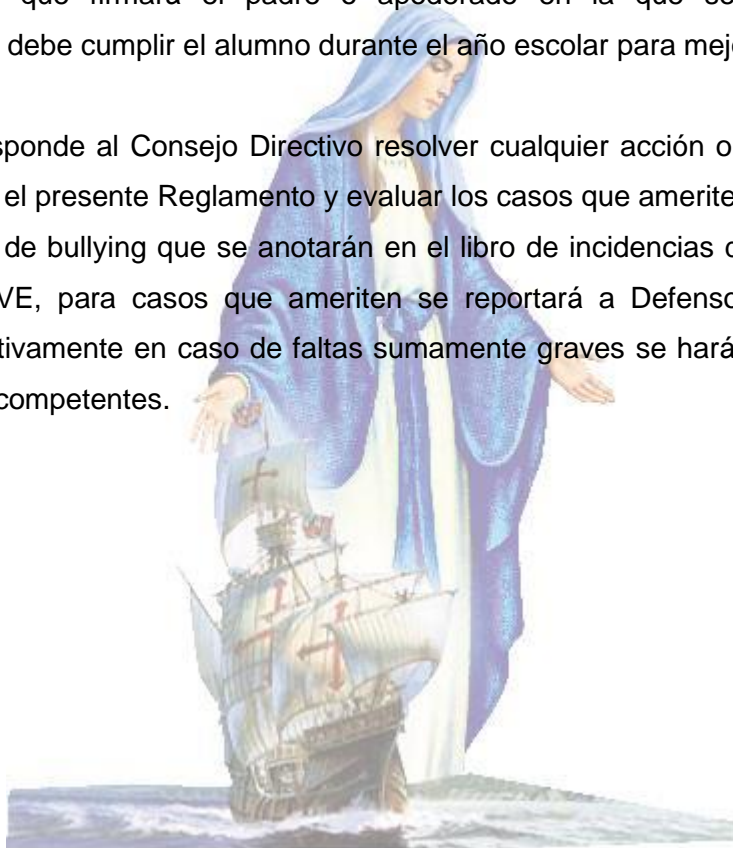 que firmará el padre o apoderado en la que se
debe cumplir el alumno durante el año escolar para mej
sponde al Consejo Directivo resolver cualquier acción o
el presente Reglamento y evaluar los casos que amerite
de bullying que se anotarán en el libro de incidencias
VE, para casos que ameriten se reportará a Defenso
tivamente en caso de faltas sumamente graves se hará
competentes.